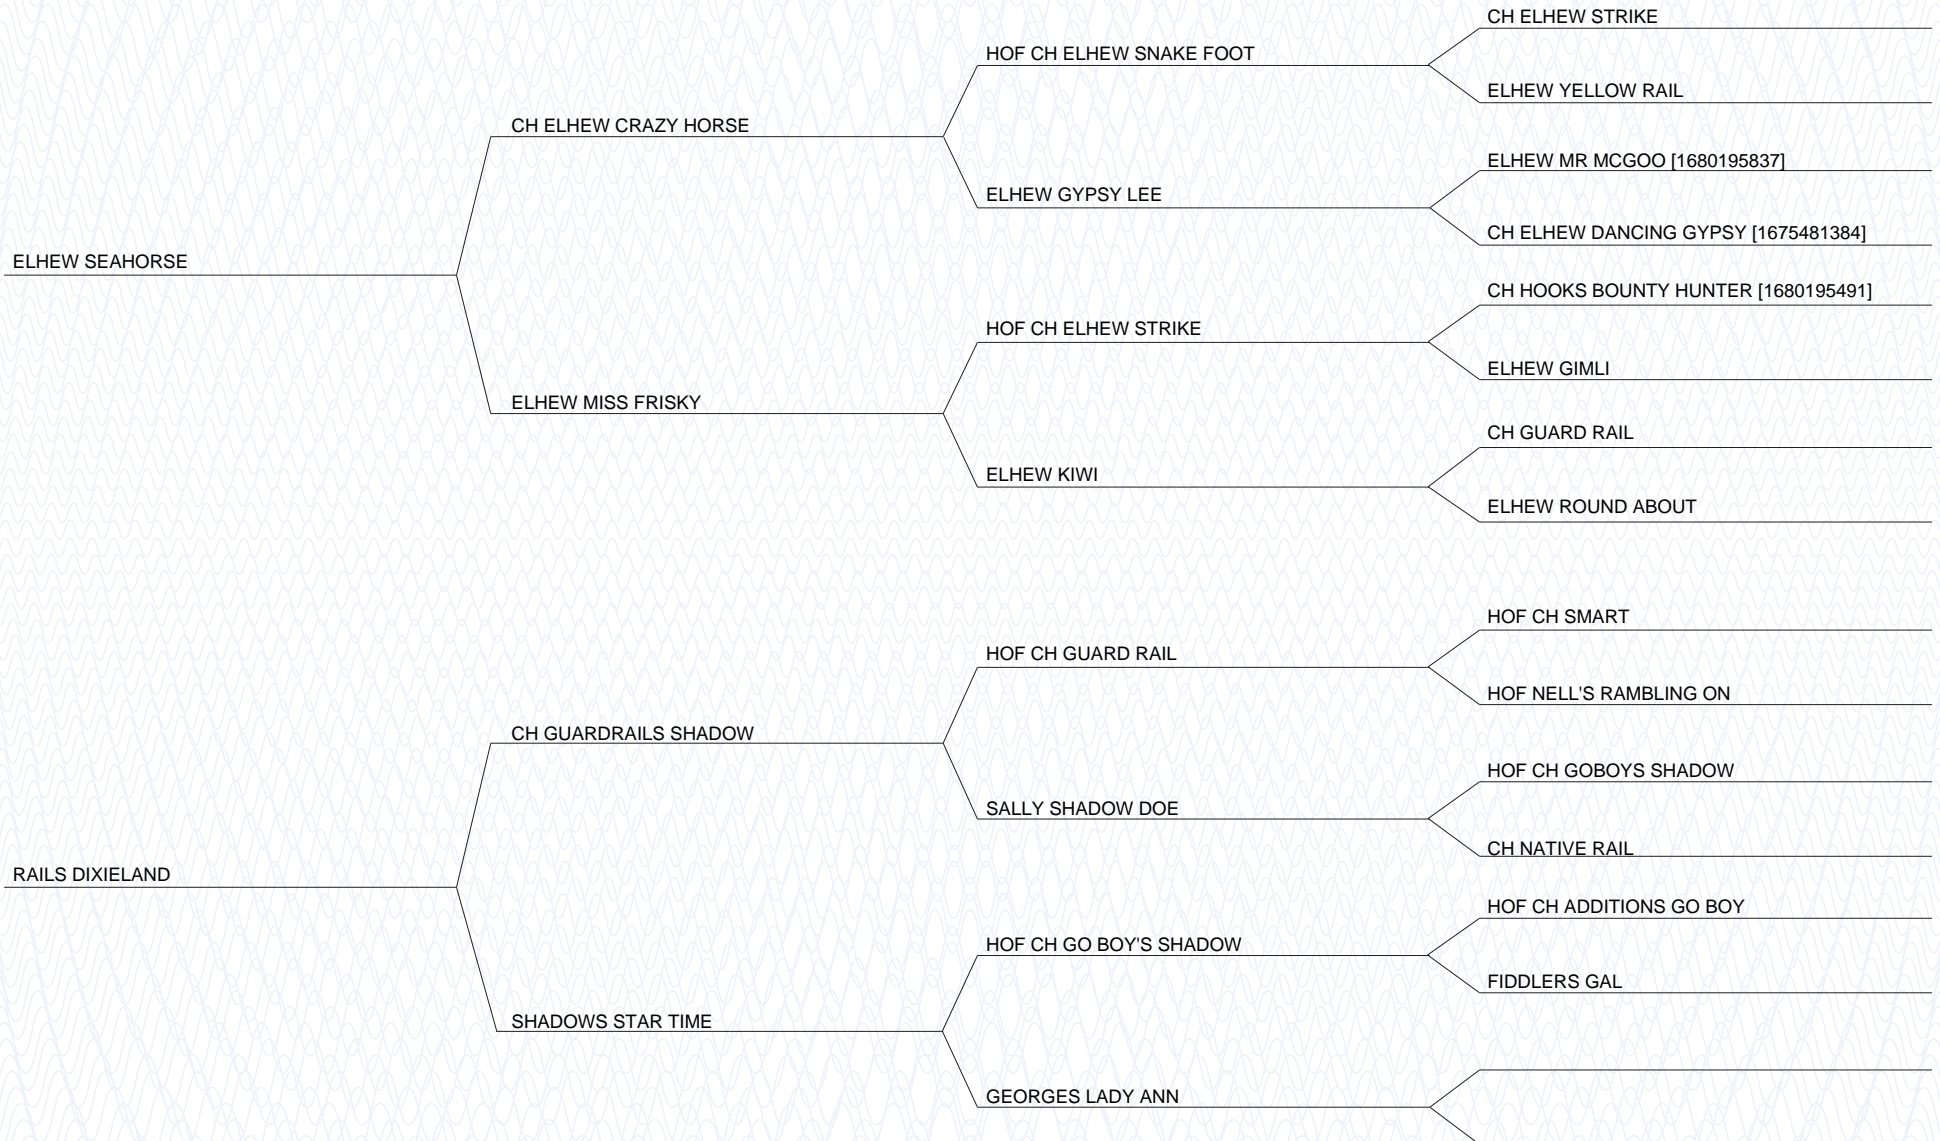 CH ELHEW STRIKE
HOF CH ELHEW SNAKE FOOT
ELHEW YELLOW RAIL
CH ELHEW CRAZY HORSE
ELHEW MR MCGOO [1680195837]
ELHEW GYPSY LEE
CH ELHEW DANCING GYPSY [1675481384]
ELHEW SEAHORSE
CH HOOKS BOUNTY HUNTER [1680195491]
HOF CH ELHEW STRIKE
ELHEW GIMLI
ELHEW MISS FRISKY
CH GUARD RAIL
ELHEW KIWI
ELHEW ROUND ABOUT
HOF CH SMART
HOF CH GUARD RAIL
HOF NELL'S RAMBLING ON
CH GUARDRAILS SHADOW
HOF CH GOBOYS SHADOW
SALLY SHADOW DOE
CH NATIVE RAIL
RAILS DIXIELAND
HOF CH ADDITIONS GO BOY
HOF CH GO BOY'S SHADOW
FIDDLERS GAL
SHADOWS STAR TIME
GEORGES LADY ANN